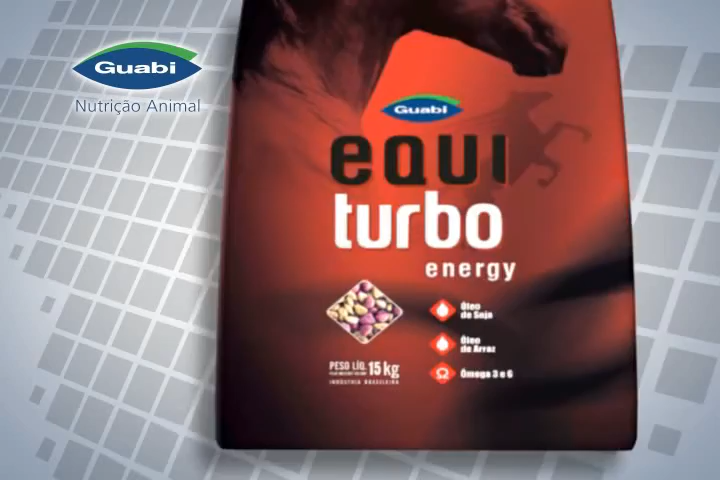 Guabi
Nutrição Animal
Guabi
equi
turbo
energy
Óleo
de Soja
Óleo
de Arroz
Ômega 3 e 6
PESO LÍQ. 15 kg
INDÚSTRIA BRASILEIRA